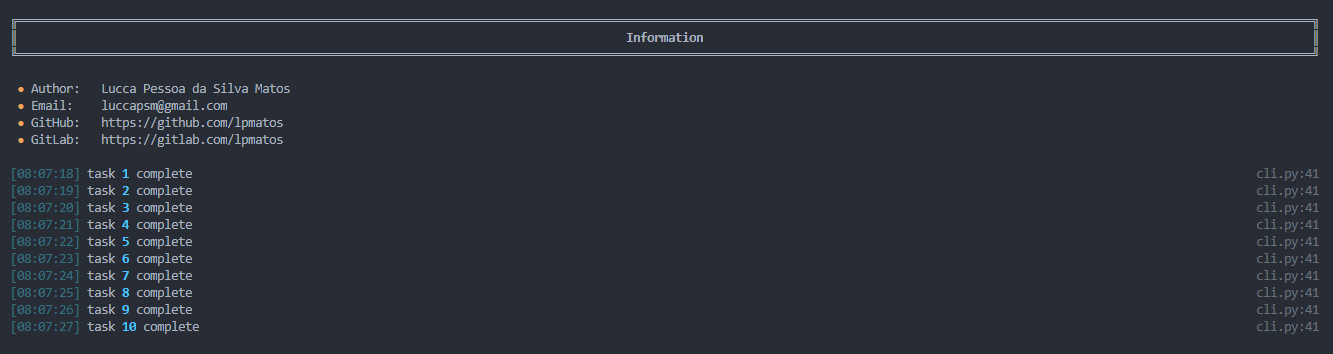 Information
• Author: Lucca Pessoa da Silva Matos
• Email: luccapsm@gmail.com
• GitHub: https://github.com/lpmatos
• GitLab: https://gitlab.com/lpmatos
[08:07:18] task 1 complete cli.py:41
[08:07:19] task 2 complete cli.py:41
[08:07:20] task 3 complete cli.py:41
[08:07:21] task 4 complete cli.py:41
[08:07:22] task 5 complete cli.py:41
[08:07:23] task 6 complete cli.py:41
[08:07:24] task 7 complete cli.py:41
[08:07:25] task 8 complete cli.py:41
[08:07:26] task 9 complete cli.py:41
[08:07:27] task 10 complete cli.py:41